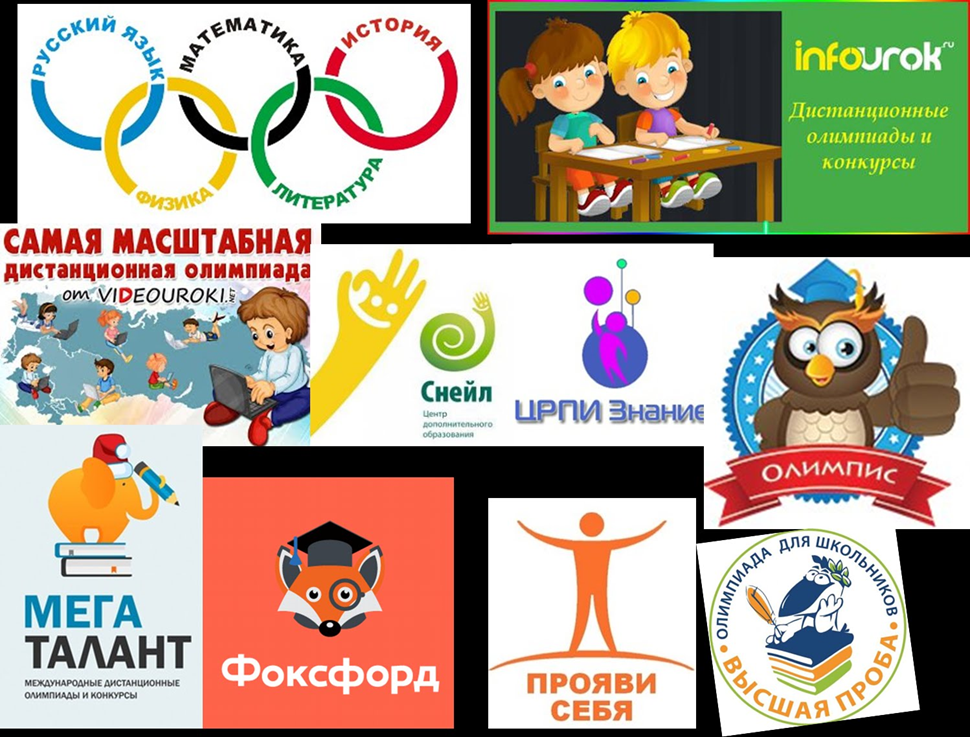 РУССКИЙ ЯЗЫК
МАТЕМАТИКА
ИСТОРИЯ
ФИЗИКА
ЛИТЕРАТУРА
infourok.ru
Дистанционные
олимпиады и
конкурсы
САМАЯ МАСШТАБНАЯ
ДИСТАНЦИОННАЯ ОЛИМПИАДА
от VIDEOUROKI.NET
Снейл
Центр
дополнительного
образования
ЦРПИ Знание
ОЛИМПИС
МЕГА
ТАЛАНТ
МЕЖДУНАРОДНЫЕ ДИСТАНЦИОННЫЕ
ОЛИМПИАДЫ И КОНКУРСЫ
Фоксфорд
ПРОЯВИ
СЕБЯ
ОЛИМПИАДА ДЛЯ ШКОЛЬНИКОВ
• ВЫСШАЯ ПРОБА •